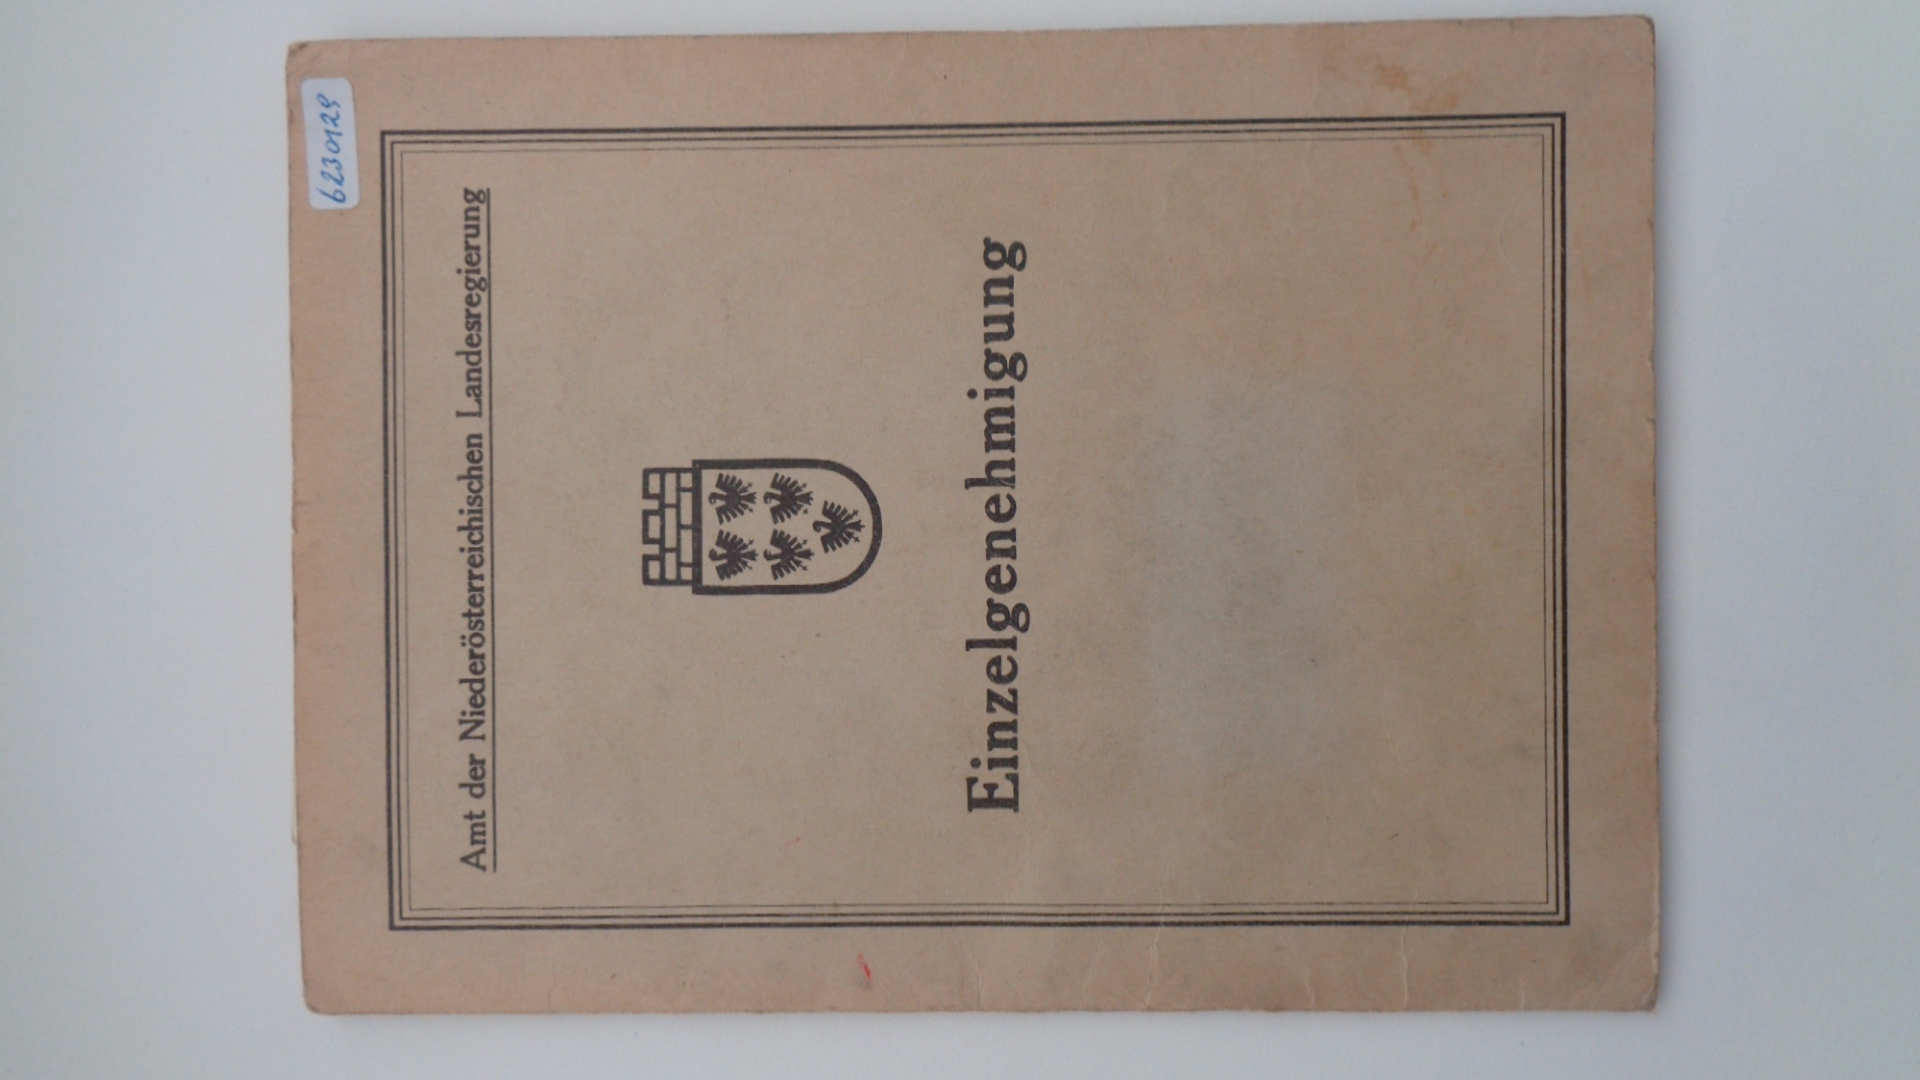 6230129
Amt der Niederösterreichischen Landesregierung
Einzelgenehmigung